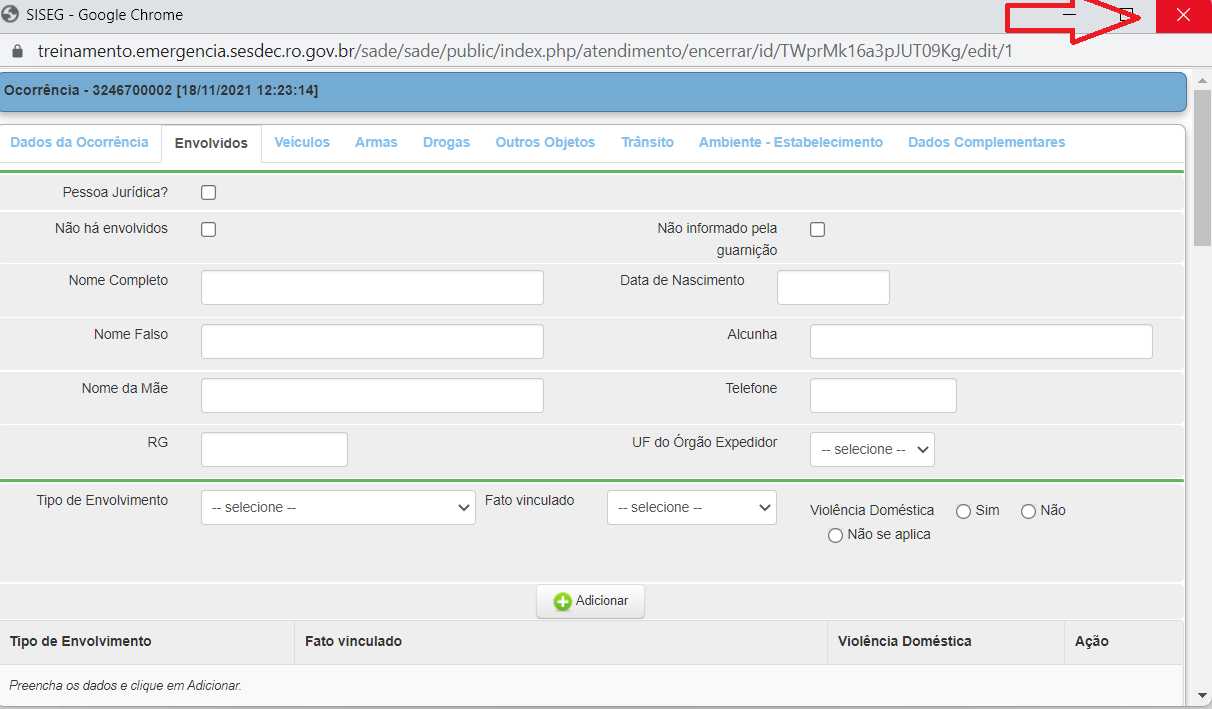 SISEG - Google Chrome
treinamento.emergencia.sesdec.ro.gov.br/sade/sade/public/index.php/atendimento/encerrar/id/TWprMk16a3pJUT09Kg/edit/1
Ocorrência - 3246700002 [18/11/2021 12:23:14]
Dados da Ocorrência Envolvidos Veículos Armas Drogas Outros Objetos Trânsito Ambiente - Estabelecimento Dados Complementares
Pessoa Jurídica?
Não há envolvidos Não informado pela
guarnição
Nome Completo Data de Nascimento
Nome Falso Alcunha
Nome da Mãe Telefone
RG UF do Órgão Expedidor -- selecione --
Tipo de Envolvimento -- selecione -- Fato vinculado -- selecione -- Violência Doméstica Sim Não
Não se aplica
Adicionar
Tipo de Envolvimento Fato vinculado Violência Doméstica Ação
Preencha os dados e clique em Adicionar.